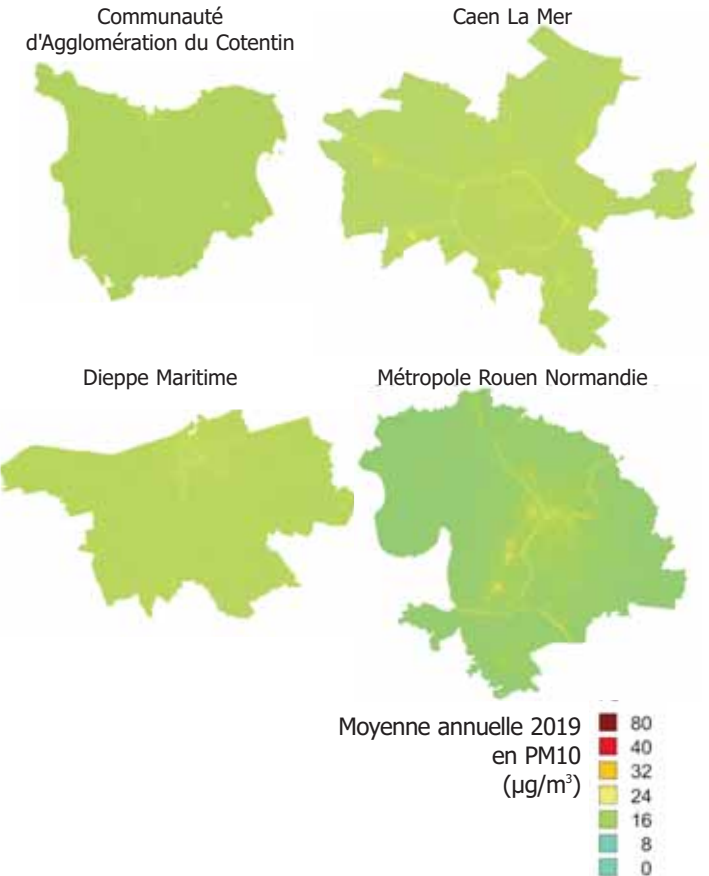 Communauté
d'Agglomération du Cotentin
Caen La Mer
Dieppe Maritime
Métropole Rouen Normandie
Moyenne annuelle 2019
en PM10
(µg/m³)
80
40
32
24
16
8
0